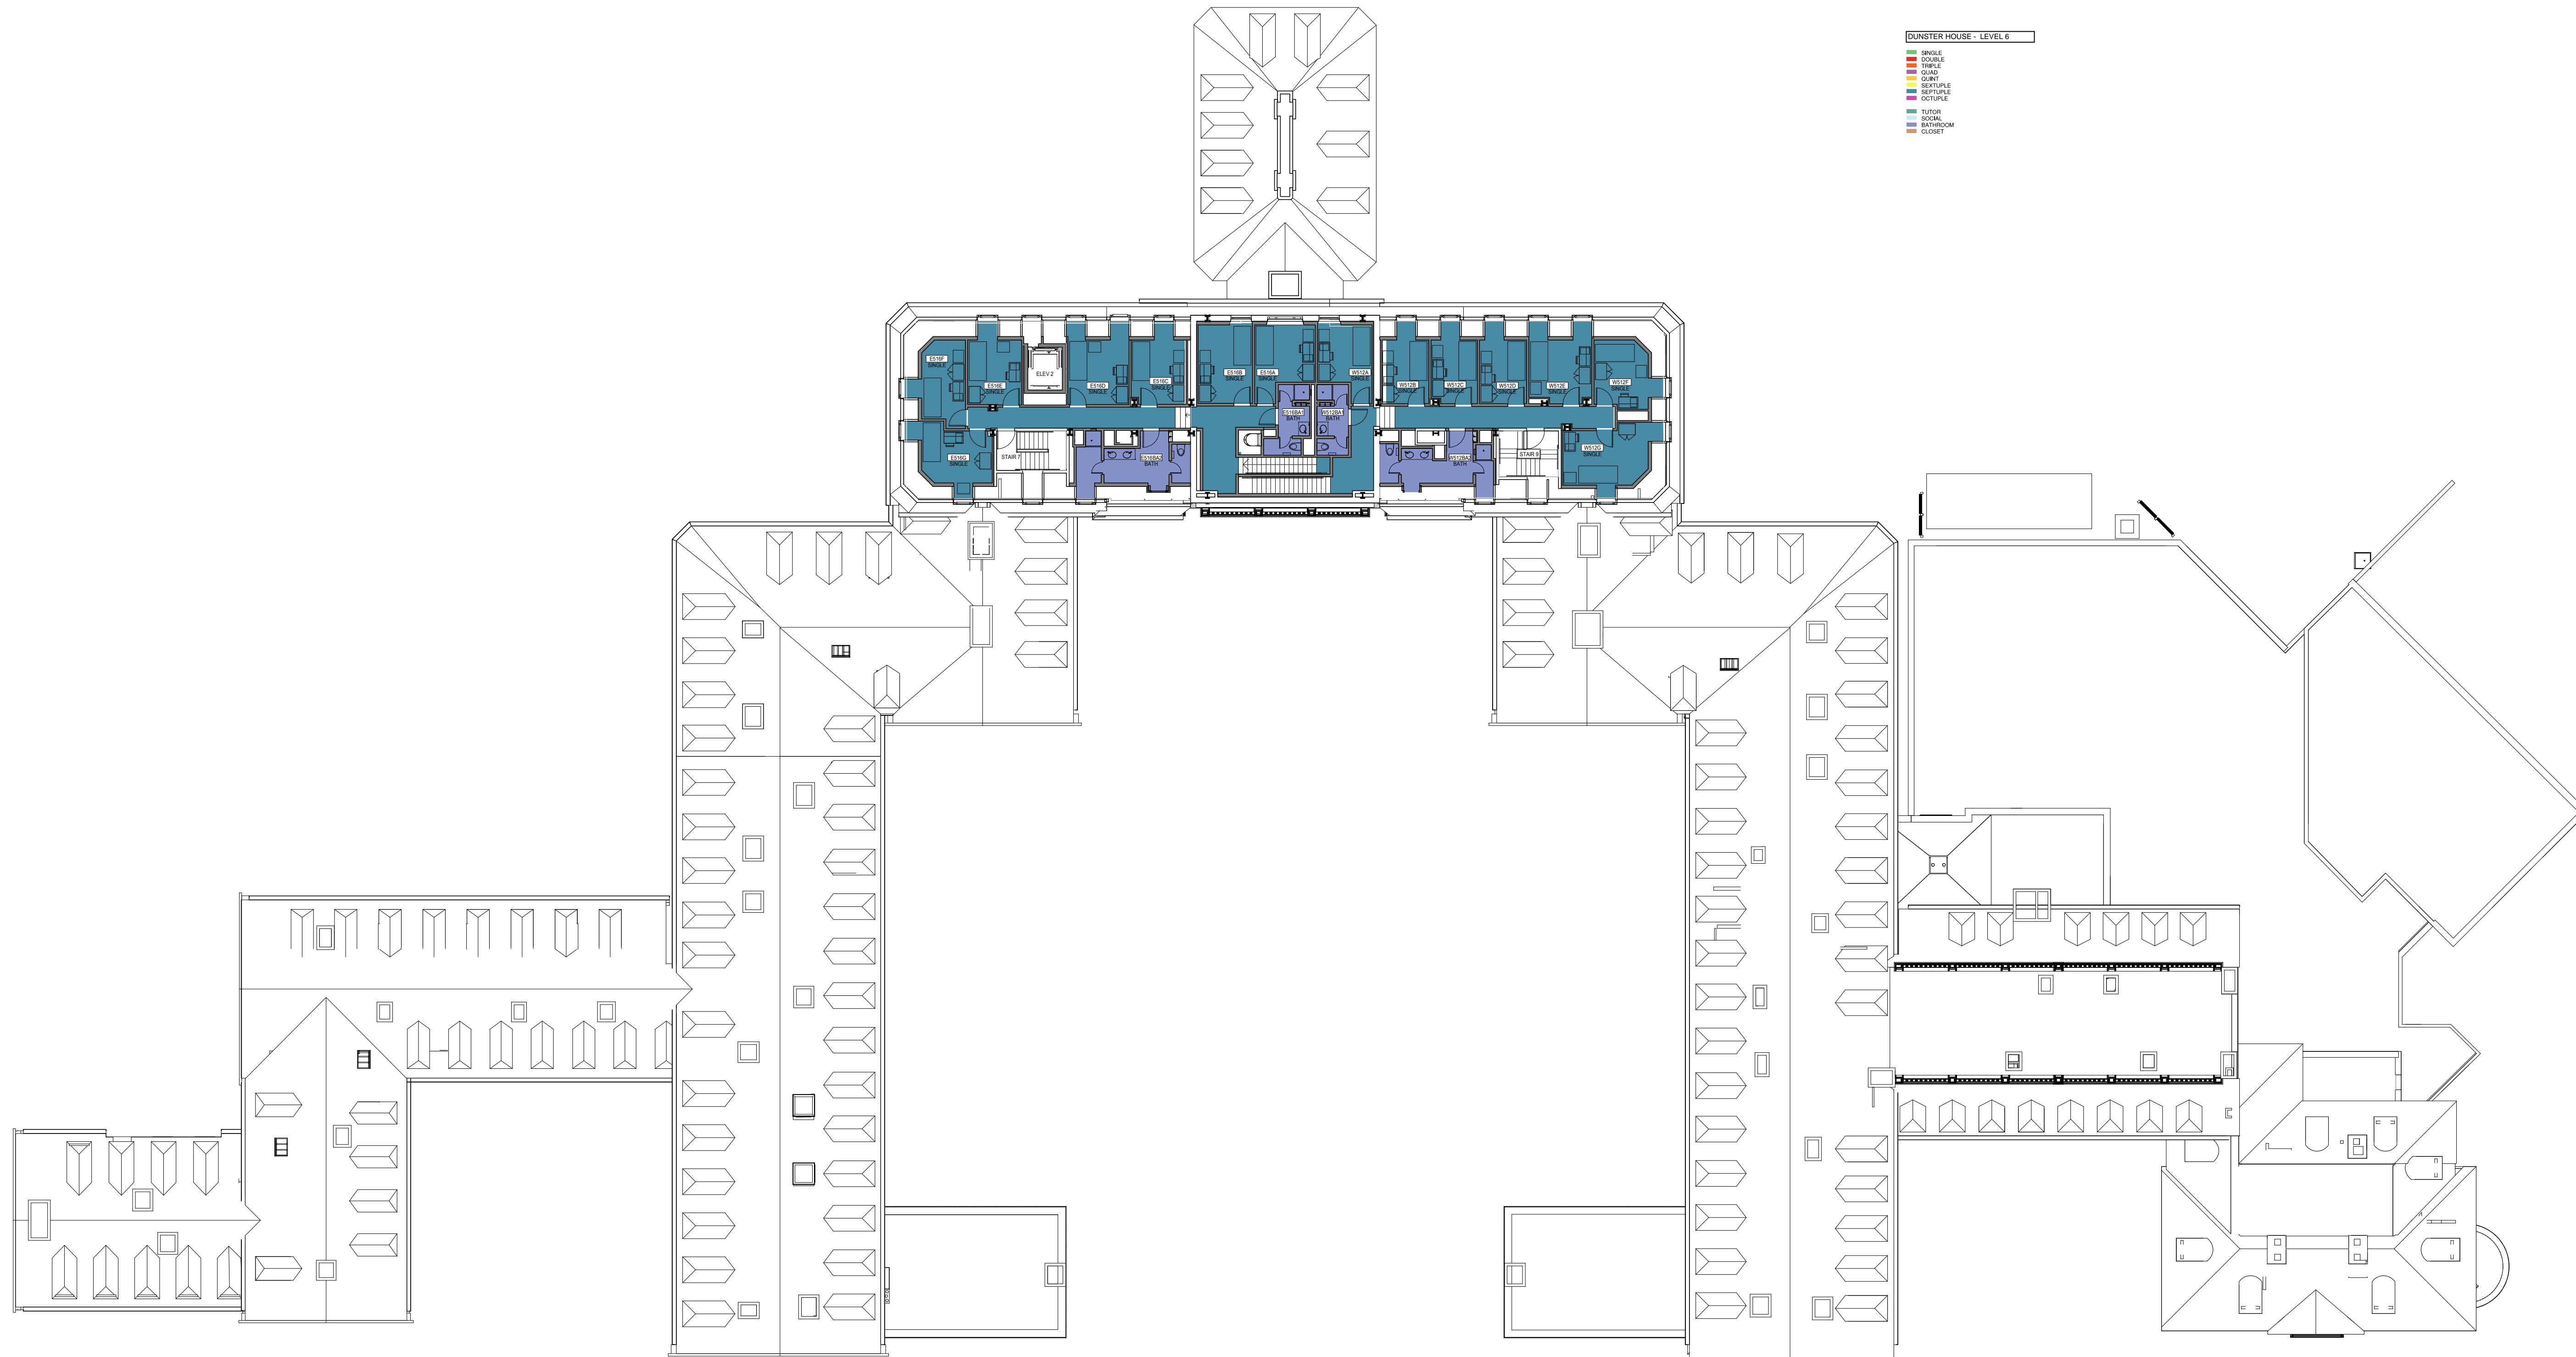 DUNSTER HOUSE - LEVEL 6
SINGLE
DOUBLE
TRIPLE
QUAD
QUINT
SEXTUPLE
SEPTUPLE
OCTUPLE
TUTOR
SOCIAL
BATHROOM
CLOSET
E516F
SINGLE
E516E
SINGLE
ELEV 2
E516D
SINGLE
E516C
SINGLE
E516B
SINGLE
E516A
SINGLE
W512A
SINGLE
W512B
SINGLE
W512C
SINGLE
W512D
SINGLE
W512E
SINGLE
W512F
SINGLE
E516BA1
BATH
W512BA1
BATH
E516G
SINGLE
STAIR 7
E516BA2
BATH
W512BA2
BATH
STAIR 9
W512G
SINGLE